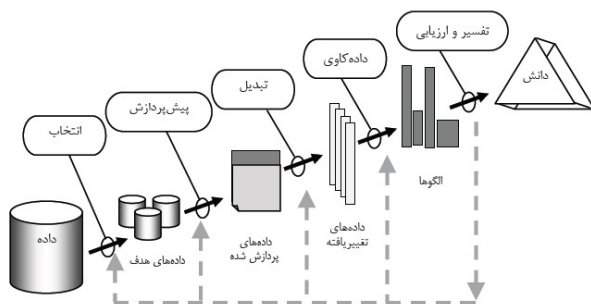 تفسیر و ارزیابی
داده‌کاوی
تبدیل
پیش‌پردازش
انتخاب
دانش
الگوها
داده‌های
تغییریافته
داده‌های
پردازش شده
داده‌های هدف
داده